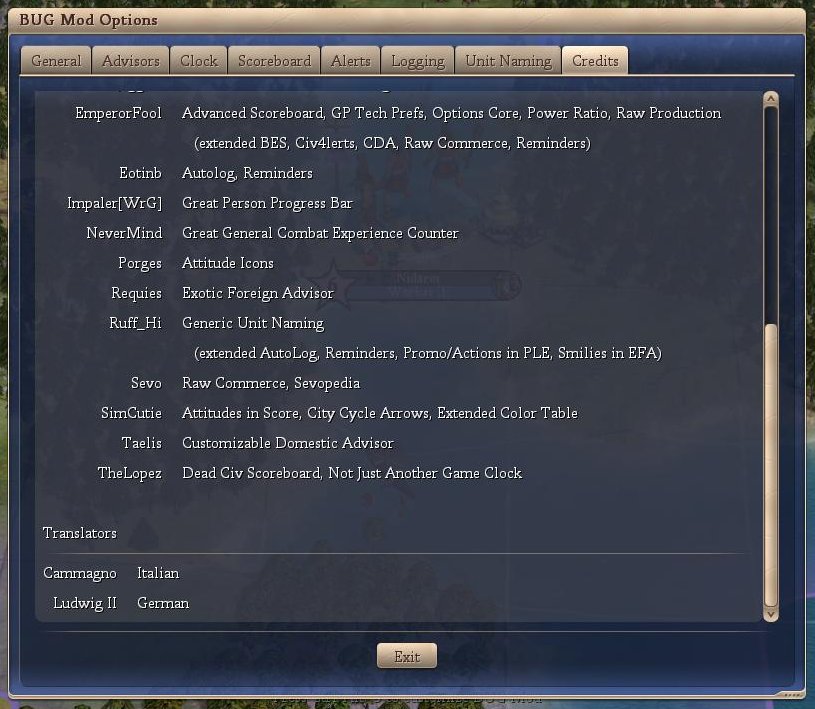 BUG Mod Options
General Advisors Clock Scoreboard Alerts Logging Unit Naming Credits
EmperorFool Advanced Scoreboard, GP Tech Prefs, Options Core, Power Ratio, Raw Production
(extended BES, Civ4lerts, CDA, Raw Commerce, Reminders)
Eotinb Autolog, Reminders
Impaler[WrG] Great Person Progress Bar
NeverMind Great General Combat Experience Counter
Porges Attitude Icons
Requies Exotic Foreign Advisor
Ruff_Hi Generic Unit Naming
(extended AutoLog, Reminders, Promo/Actions in PLE, Smilies in EFA)
Sevo Raw Commerce, Sevopedia
SimCutie Attitudes in Score, City Cycle Arrows, Extended Color Table
Taelis Customizable Domestic Advisor
TheLopez Dead Civ Scoreboard, Not Just Another Game Clock
Translators
Cammagno Italian
Ludwig II German
Exit